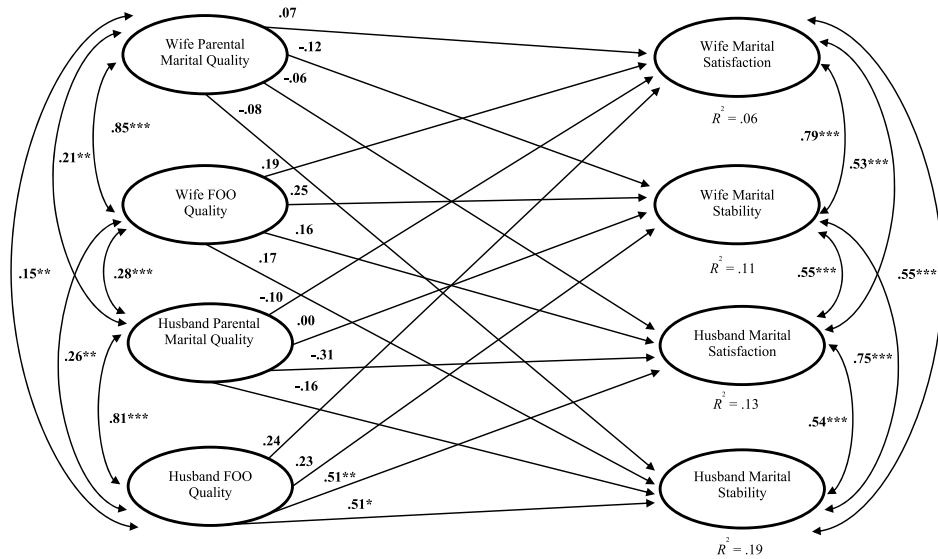 .07
Wife Parental
Marital Quality
-.12
-.06
-.08
Wife Marital
Satisfaction
R² = .06
.85***
.21**
.79***
.53***
.19
Wife FOO
Quality
.25
.16
.17
Wife Marital
Stability
R² = .11
.15**
.28***
.55***
.55***
-.10
Husband Parental
Marital Quality
.00
-.31
-.16
Husband Marital
Satisfaction
R² = .13
.26**
.75***
.81***
.54***
.24
Husband FOO
Quality
.23
.51**
.51*
Husband Marital
Stability
R² = .19